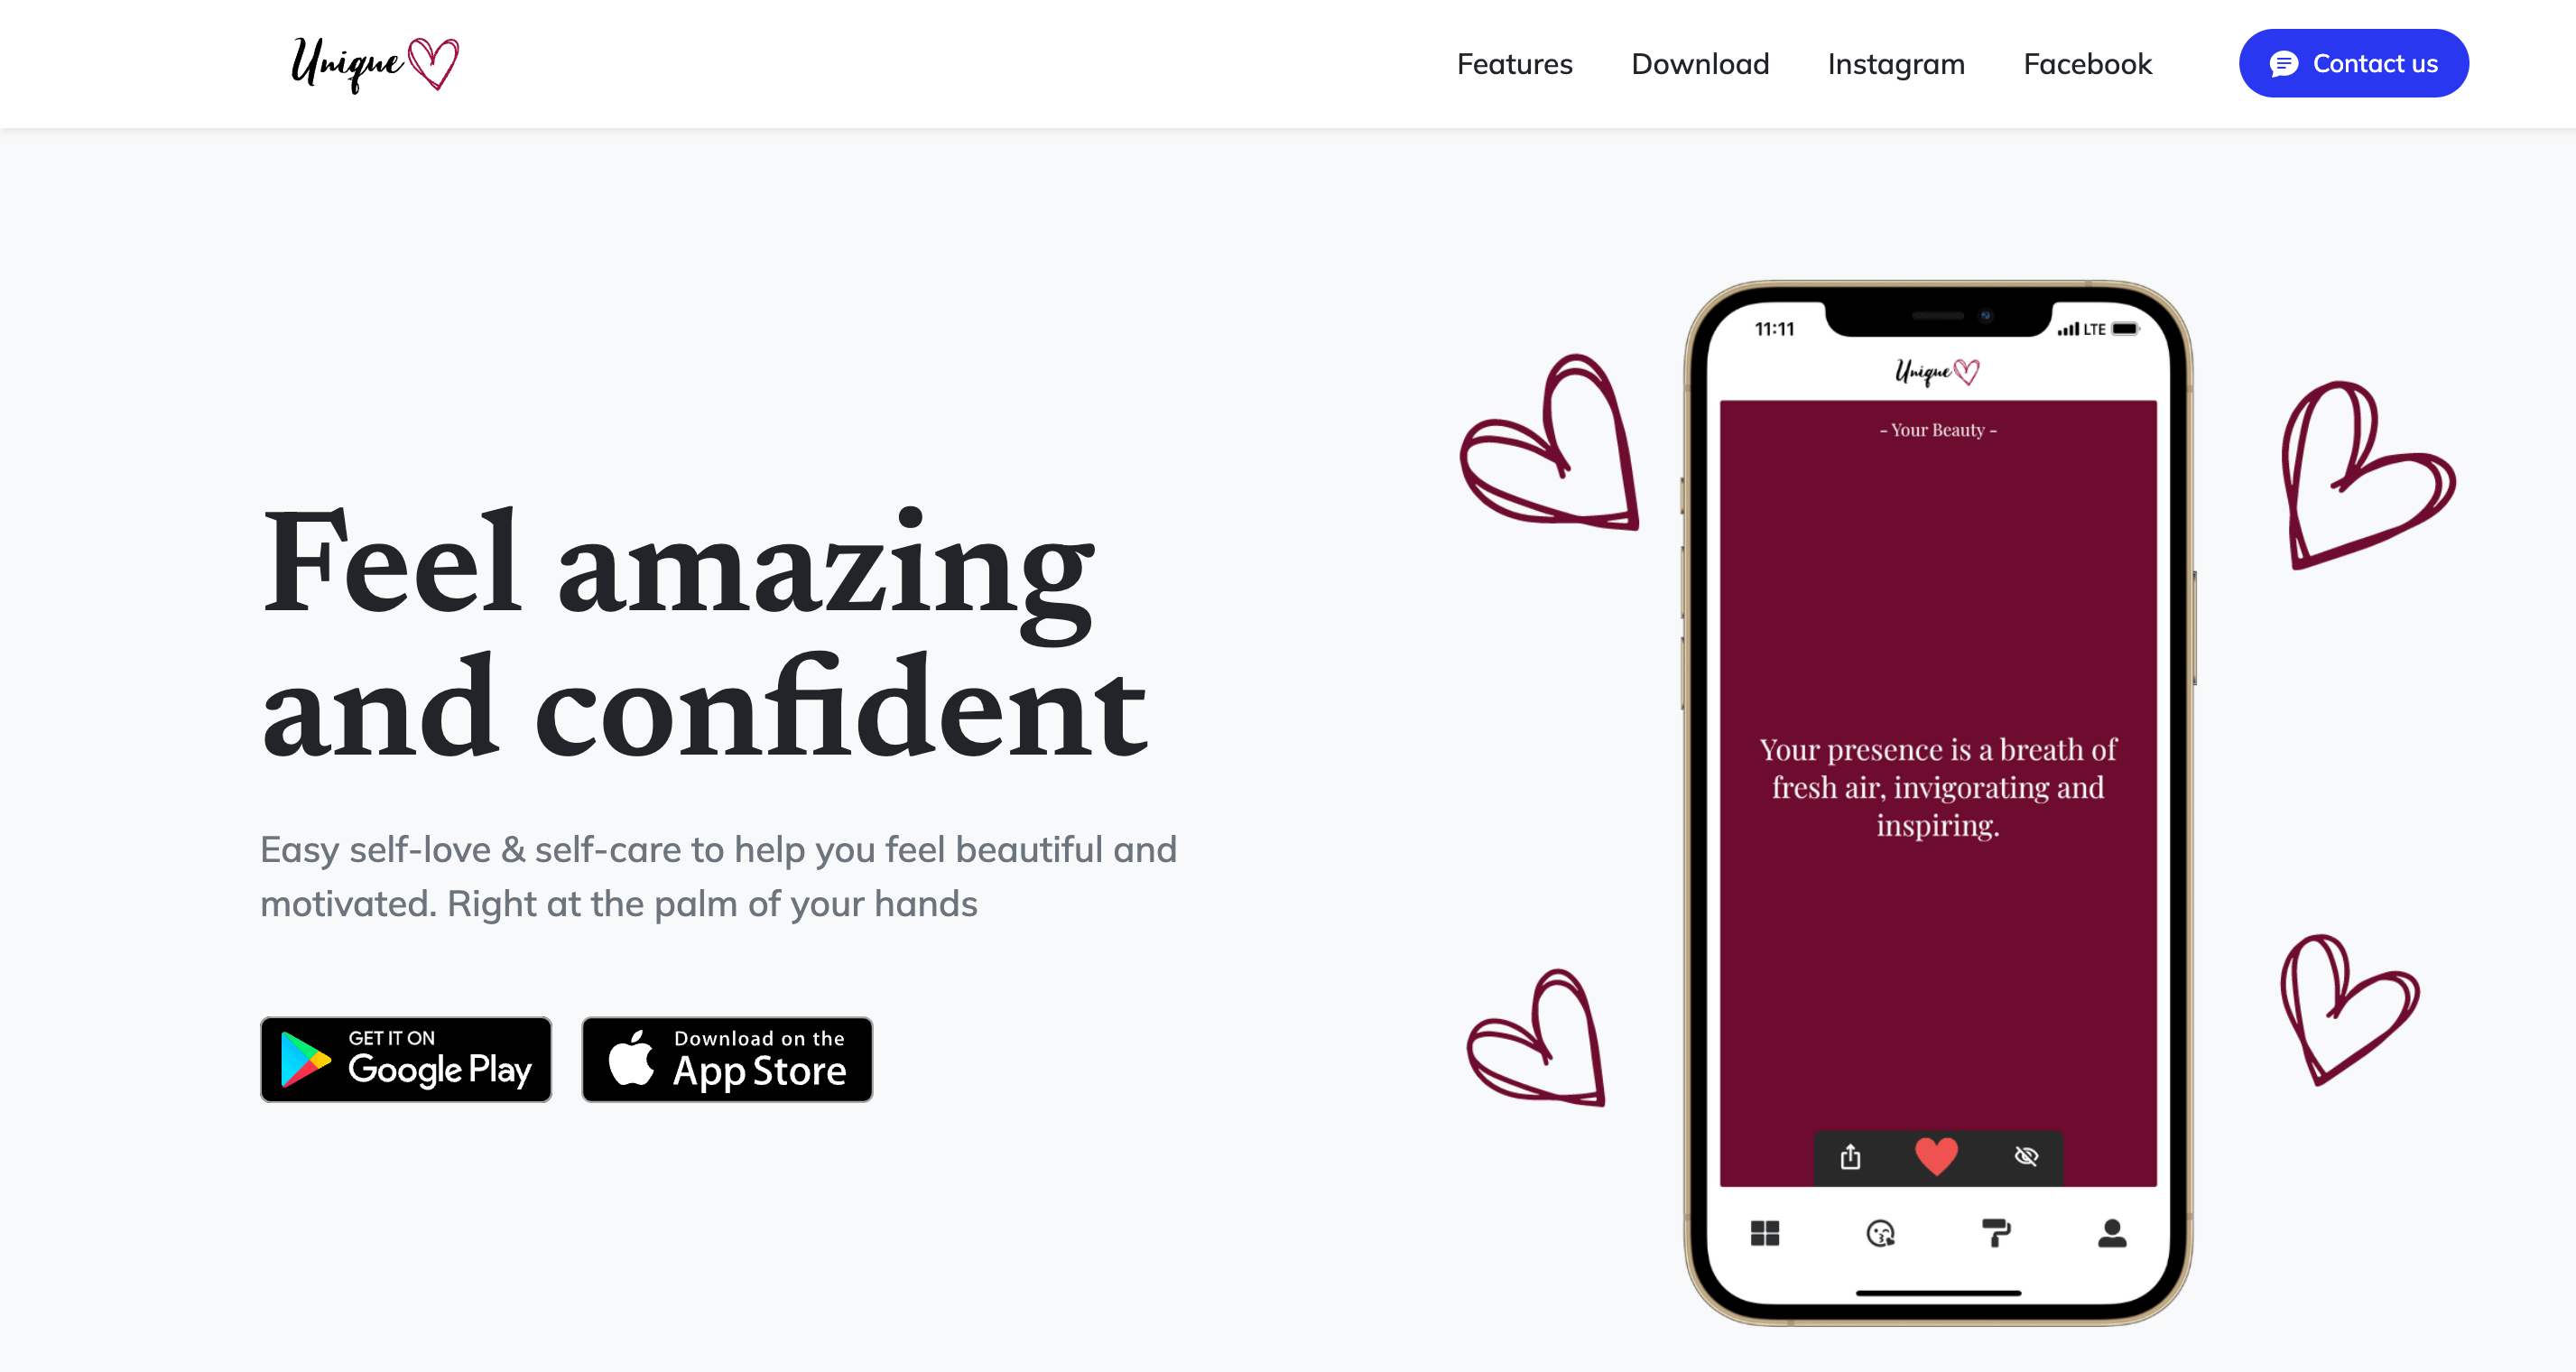 Unique
Features Download Instagram Facebook Contact us
Feel amazing
and confident
Easy self-love & self-care to help you feel beautiful and
motivated. Right at the palm of your hands
GET IT ON
Google Play
Download on the
App Store
11:11 LTE
Unique
- Your Beauty -
Your presence is a breath of
fresh air, invigorating and
inspiring.